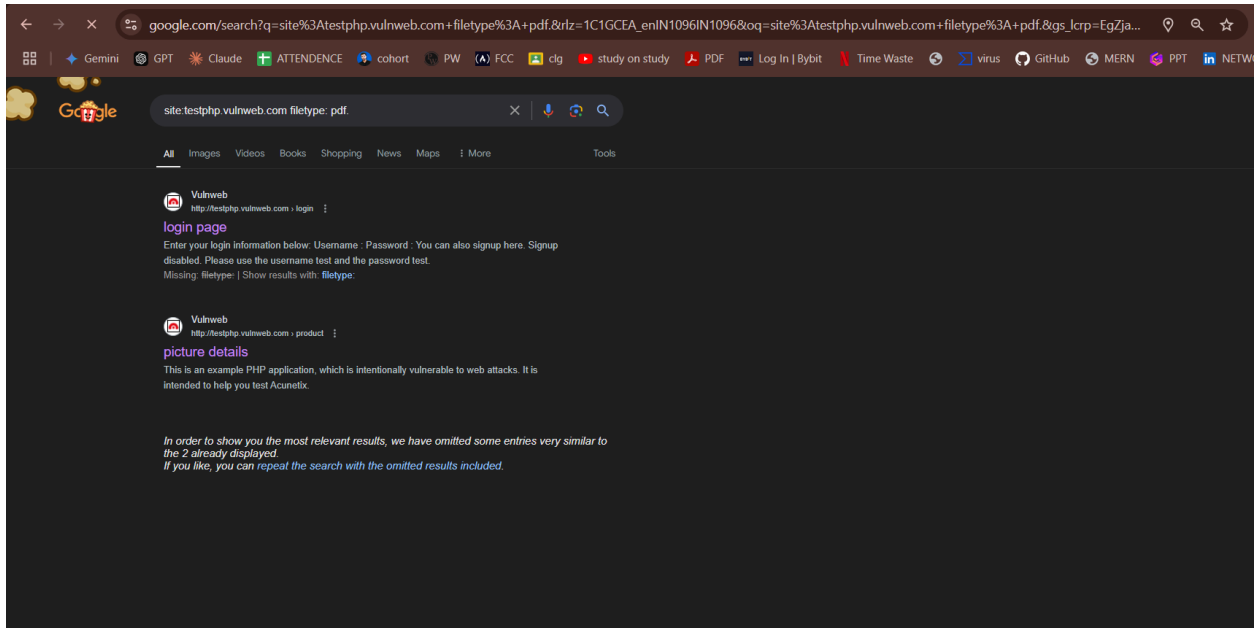 google.com/search?q=site%3Atestphp.vulnweb.com+filetype%3A+pdf.&rlz=1C1GCEA_enIN1096IN1096&oq=site%3Atestphp.vulnweb.com+filetype%3A+pdf.&gs_lcrp=EgZja...
Gemini GPT Claude ATTENDENCE cohort PW FCC clg study on study PDF Log In | Bybit Time Waste virus GitHub MERN PPT NETWO
Google site:testphp.vulnweb.com filetype: pdf.
All Images Videos Books Shopping News Maps More Tools
Vulnweb
http://testphp.vulnweb.com › login
login page
Enter your login information below: Username : Password : You can also signup here. Signup
disabled. Please use the username test and the password test.
Missing: filetype: | Show results with: filetype:
Vulnweb
http://testphp.vulnweb.com › product
picture details
This is an example PHP application, which is intentionally vulnerable to web attacks. It is
intended to help you test Acunetix.
In order to show you the most relevant results, we have omitted some entries very similar to
the 2 already displayed.
If you like, you can repeat the search with the omitted results included.